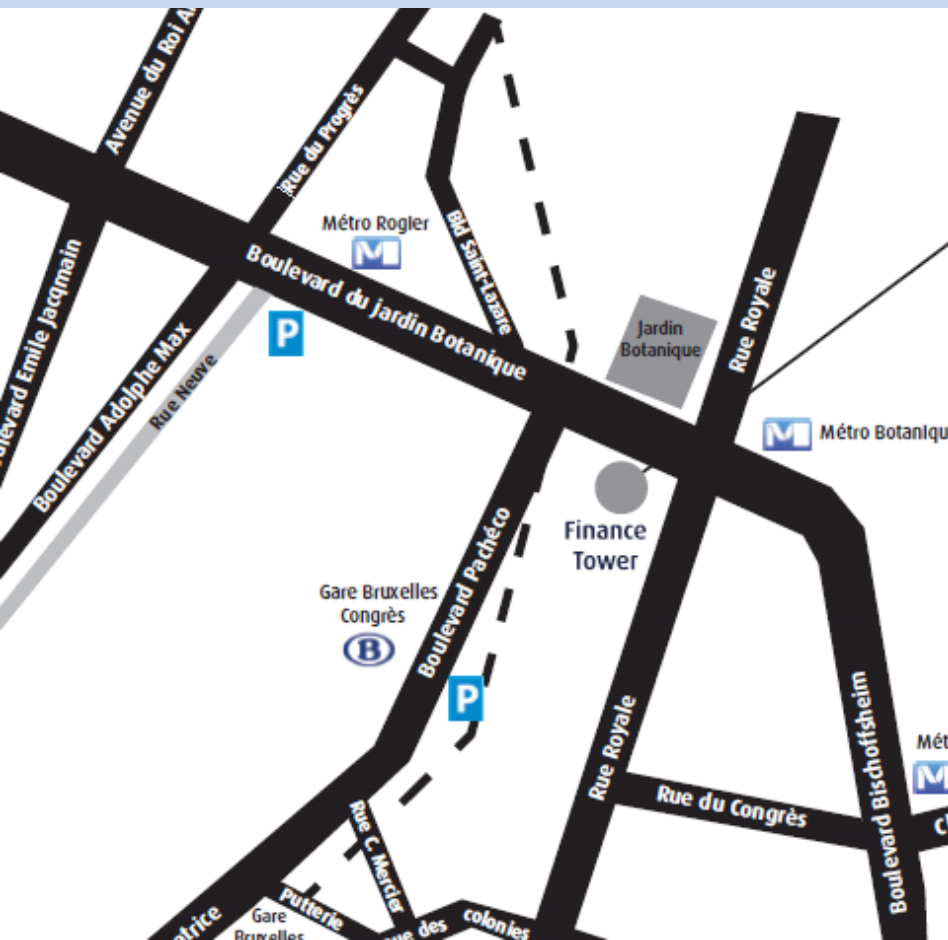 Avenue du Roi
Rue du Progrès
Métro Rogier
Bld Saint-Lazare
Boulevard du jardin Botanique
Jardin
Botanique
Rue Royale
Emile Jacqmain
Boulevard Adolphe Max
Rue Neuve
P
Métro
Finance
Tower
Boulevard Pachéco
Gare Bruxelles
Congrès
B
P
Rue Royale
Boulevard Bischoffsheim
Rue du Congrès
Rue C. Mercier
Putterie
Gare
Bruxelles
des colonies